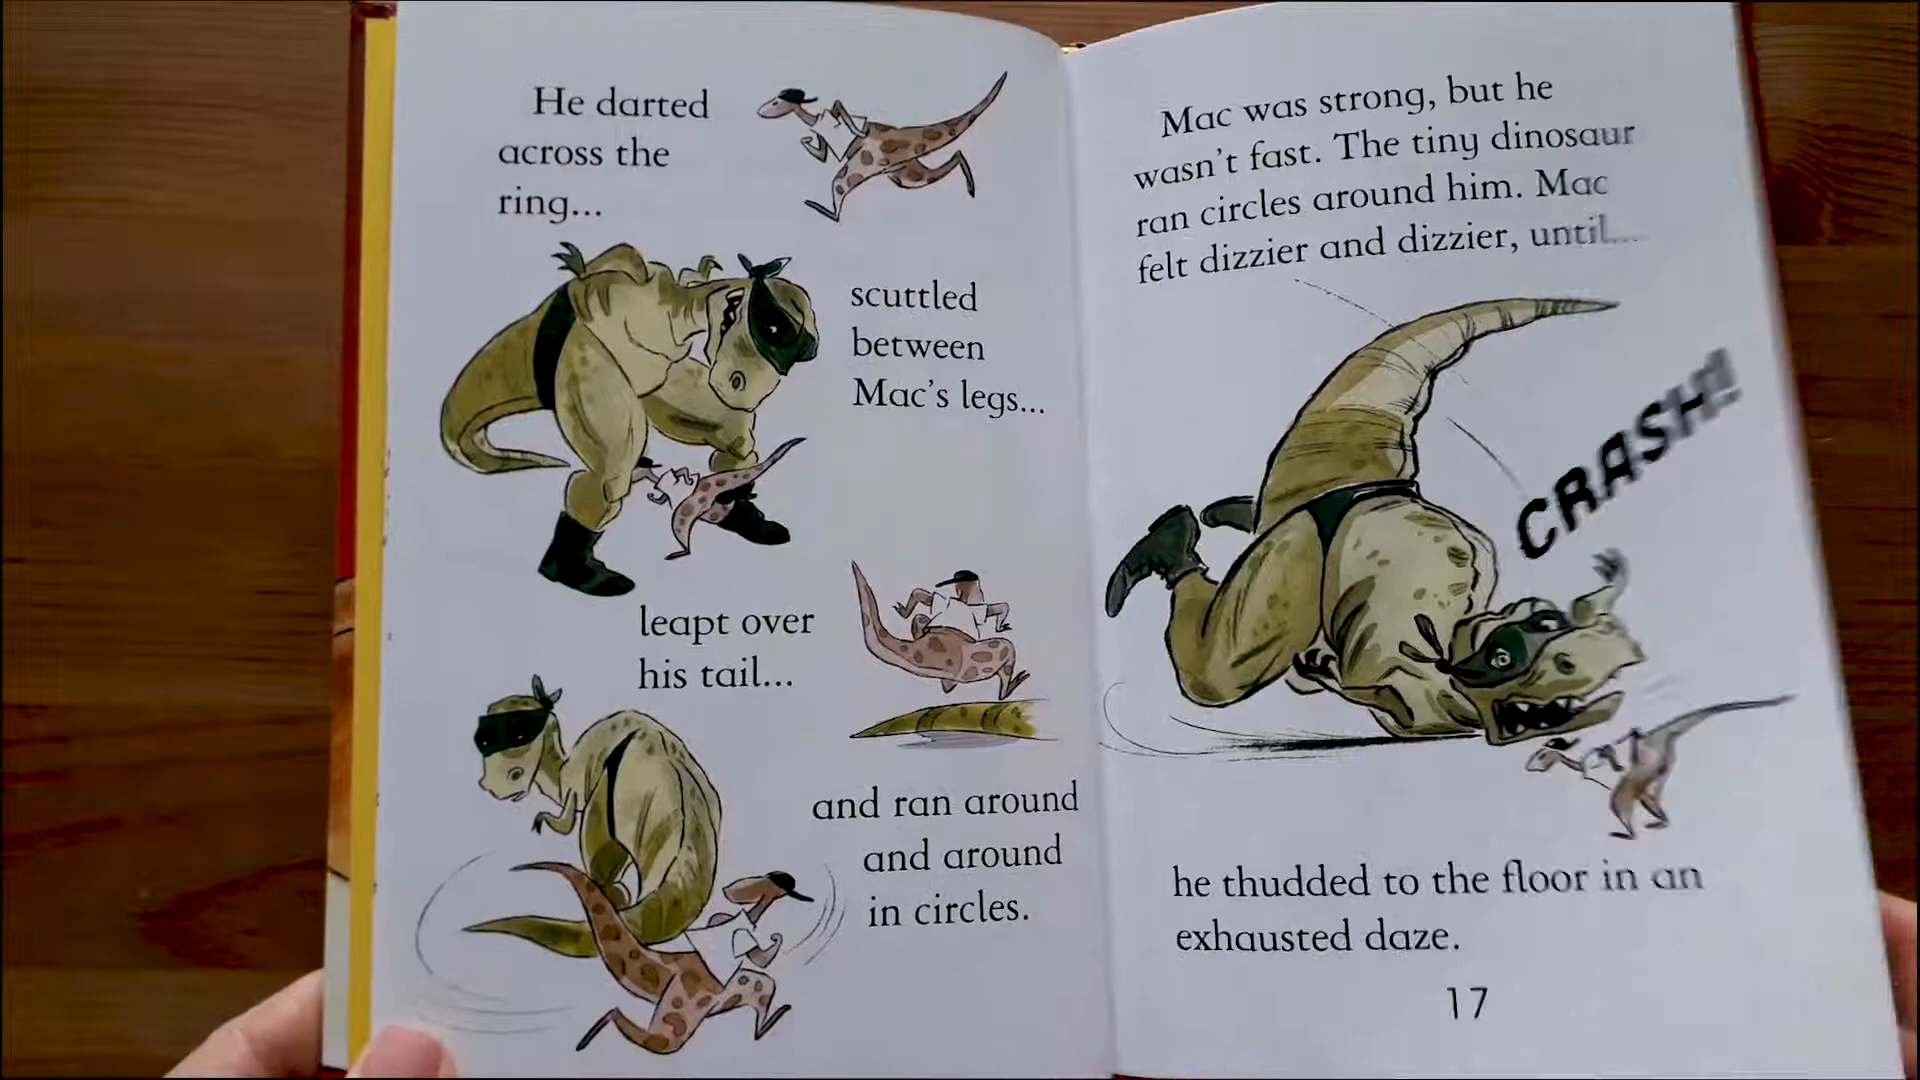 He darted
across the
ring...
scuttled
between
Mac's legs...
leapt over
his tail...
and ran around
and around
in circles.
Mac was strong, but he
wasn't fast. The tiny dinosaur
ran circles around him. Mac
felt dizzier and dizzier, until...
CRASH!
he thudded to the floor in an
exhausted daze.
17